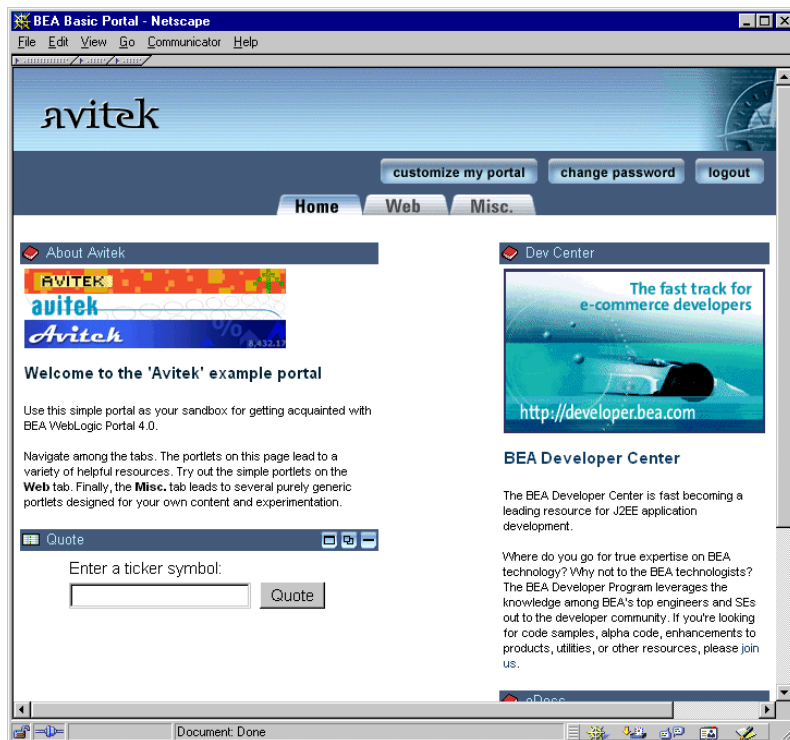 BEA Basic Portal - Netscape
File Edit View Go Communicator Help
avitek
customize my portal
change password
logout
Home
Web
Misc.
About Avitek
AVITEK
avitek
Avitek
8,432.17
Welcome to the 'Avitek' example portal
Use this simple portal as your sandbox for getting acquainted with
BEA WebLogic Portal 4.0.
Navigate among the tabs. The portlets on this page lead to a
variety of helpful resources. Try out the simple portlets on the
Web tab. Finally, the Misc. tab leads to several purely generic
portlets designed for your own content and experimentation.
Quote
Enter a ticker symbol:
Quote
Dev Center
The fast track for
e-commerce developers
http://developer.bea.com
BEA Developer Center
The BEA Developer Center is fast becoming a
leading resource for J2EE application
development.
Where do you go for true expertise on BEA
technology? Why not to the BEA technologists?
The BEA Developer Program leverages the
knowledge among BEA's top engineers and SEs
out to the developer community. If you're looking
for code samples, alpha code, enhancements to
products, utilities, or other resources, please join
us.
Document: Done